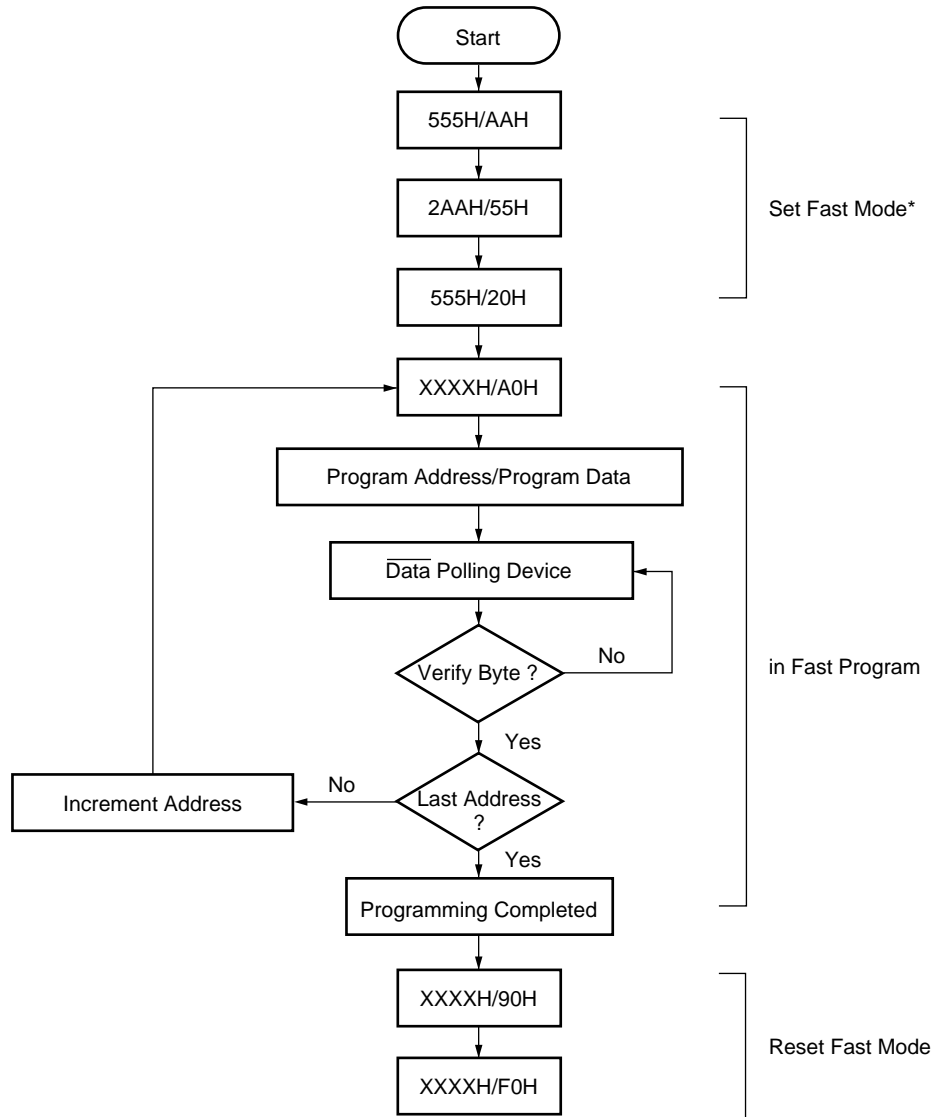 Start
555H/AAH
2AAH/55H
Set Fast Mode*
555H/20H
XXXXH/A0H
Program Address/Program Data
Data Polling Device
Verify Byte ?
No
in Fast Program
Yes
Increment Address
No
Last Address
?
Yes
Programming Completed
XXXXH/90H
Reset Fast Mode
XXXXH/F0H